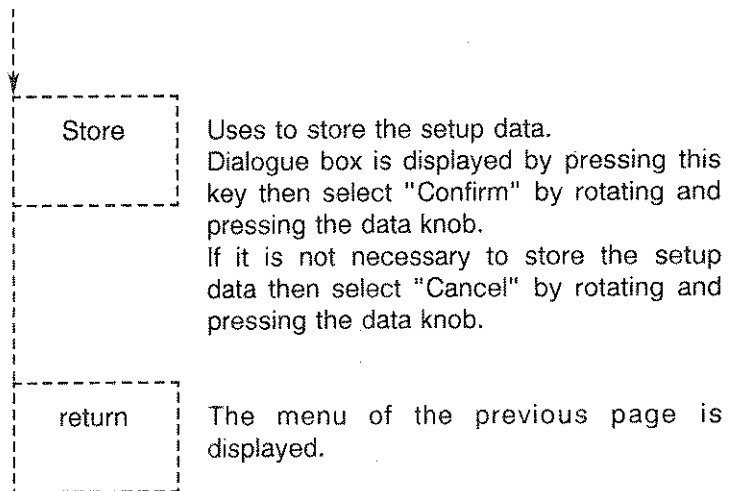 Store
Uses to store the setup data.
Dialogue box is displayed by pressing this
key then select "Confirm" by rotating and
pressing the data knob.
If it is not necessary to store the setup
data then select "Cancel" by rotating and
pressing the data knob.
return
The menu of the previous page is
displayed.